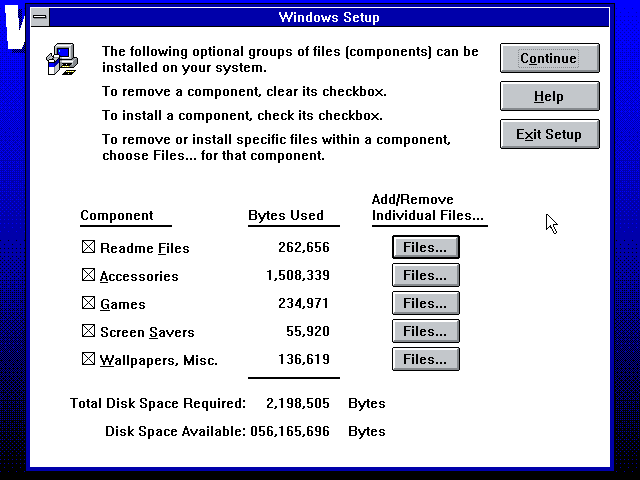 Windows Setup
The following optional groups of files (components) can be
installed on your system.
To remove a component, clear its checkbox.
To install a component, check its checkbox.
To remove or install specific files within a component,
choose Files... for that component.
Continue
Help
Exit Setup
Add/Remove
Component Bytes Used Individual Files...
Readme Files 262,656 Files...
Accessories 1,508,339 Files...
Games 234,971 Files...
Screen Savers 55,920 Files...
Wallpapers, Misc. 136,619 Files...
Total Disk Space Required: 2,198,505 Bytes
Disk Space Available: 056,165,696 Bytes